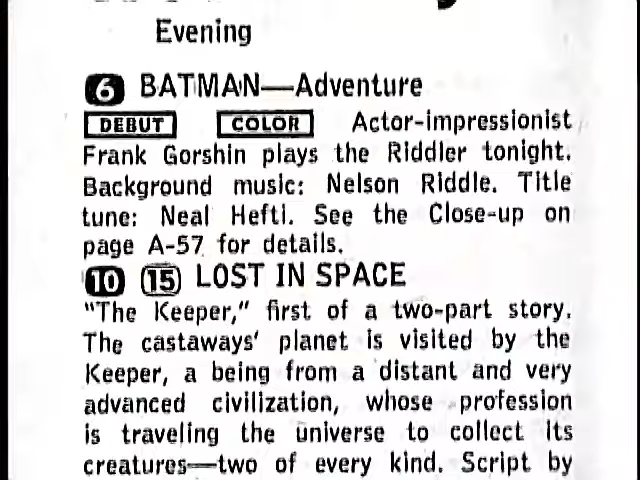 Evening
6 BATMAN—Adventure
DEBUT COLOR Actor-impressionist
Frank Gorshin plays the Riddler tonight.
Background music: Nelson Riddle. Title
tune: Neal Hefti. See the Close-up on
page A-57 for details.
10 15 LOST IN SPACE
"The Keeper," first of a two-part story.
The castaways' planet is visited by the
Keeper, a being from a distant and very
advanced civilization, whose profession
is traveling the universe to collect its
creatures—two of every kind. Script by